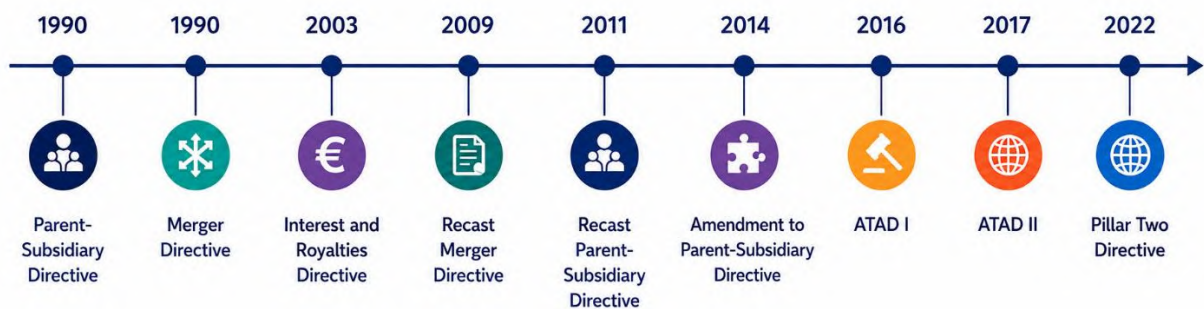 1990
1990
2003
2009
2011
2014
2016
2017
2022
€
Parent-
Subsidiary
Directive
Merger
Directive
Interest and
Royalties
Directive
Recast
Merger
Directive
Recast
Parent-
Subsidiary
Directive
Amendment to
Parent-Subsidiary
Directive
ATAD I
ATAD II
Pillar Two
Directive